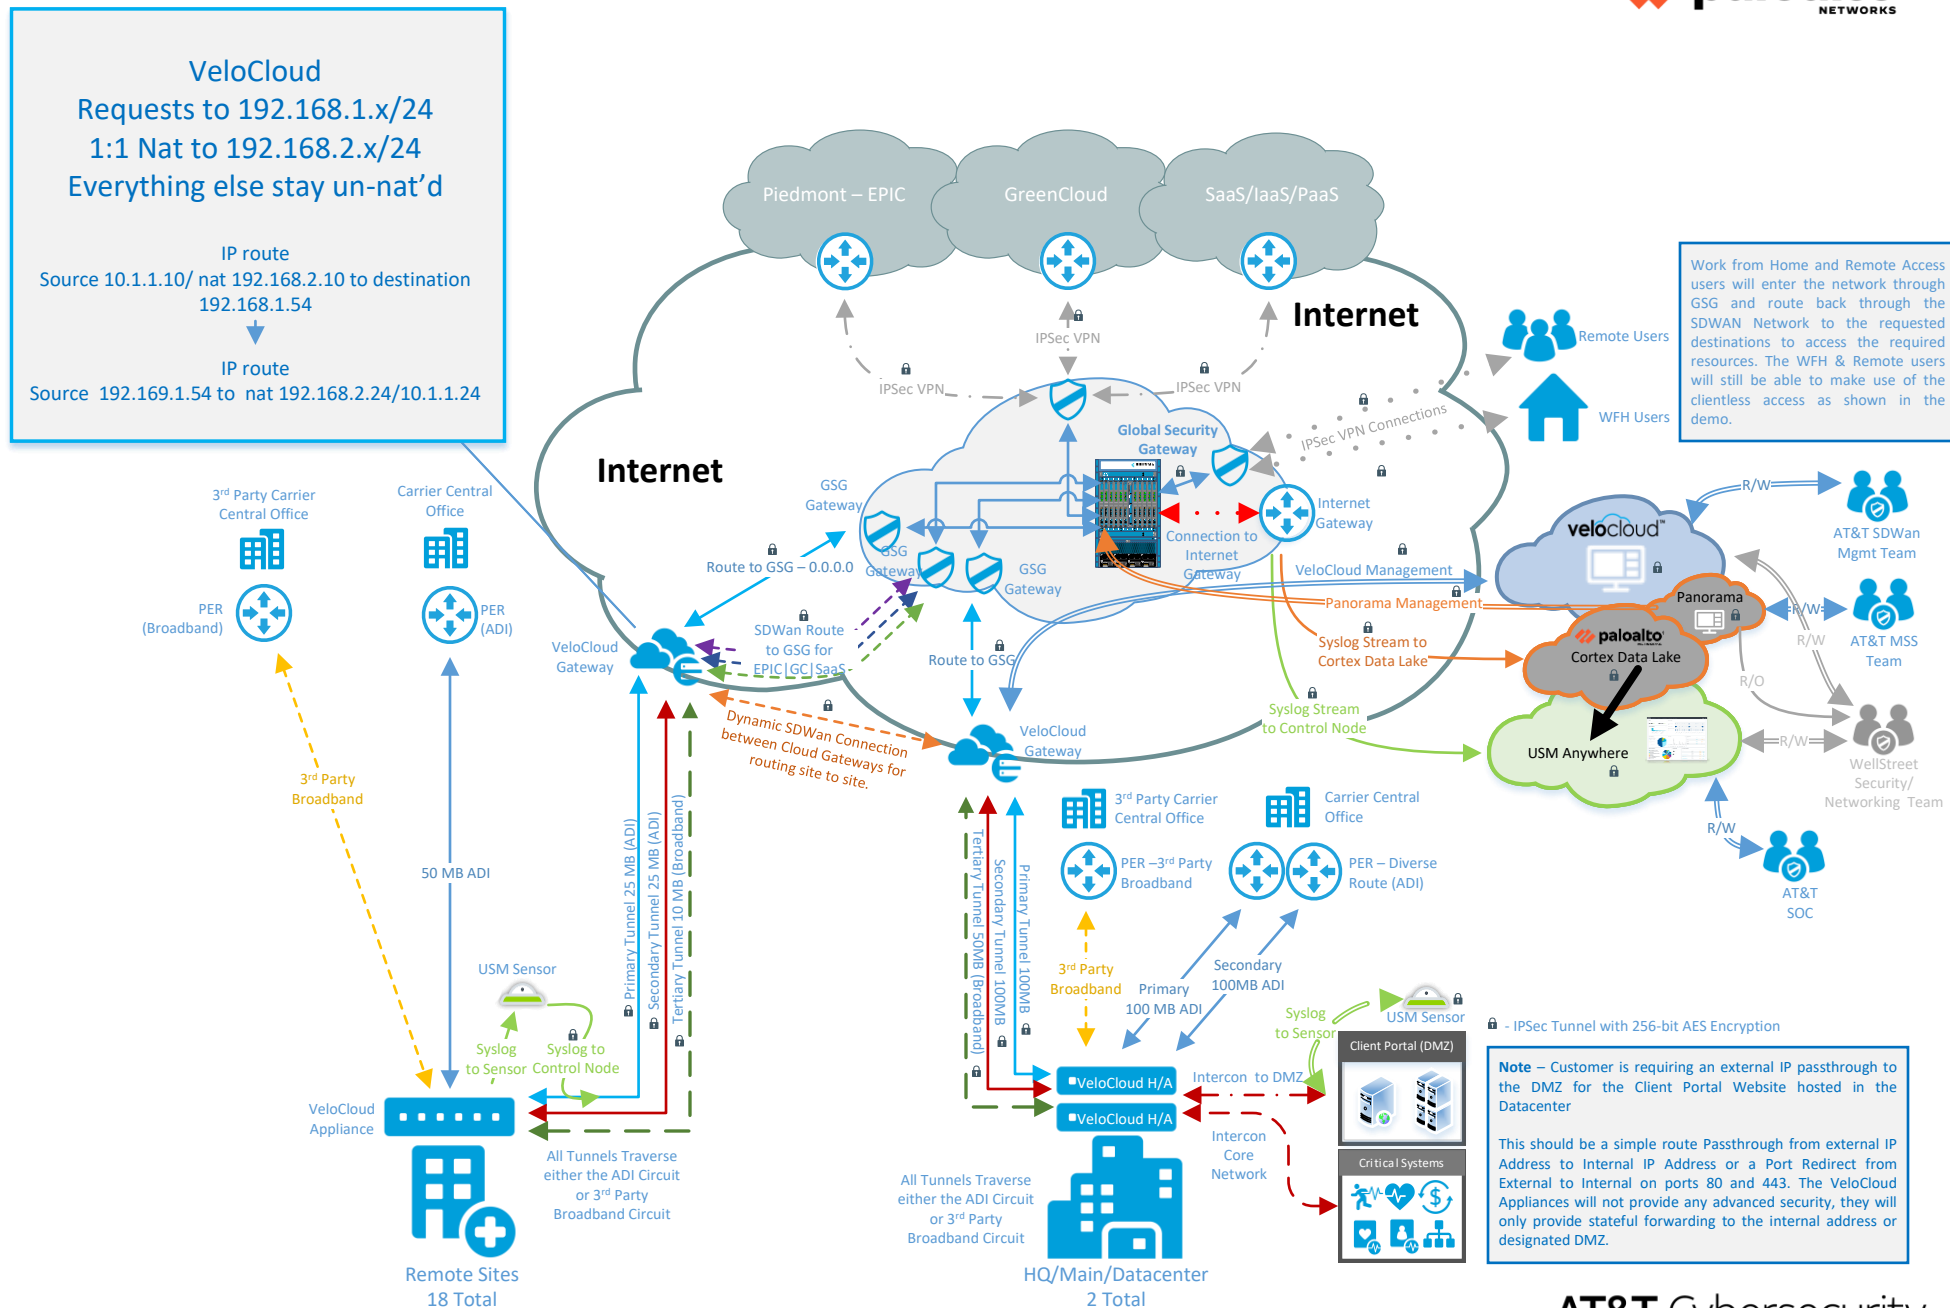 NETWORKS
VeloCloud
Requests to 192.168.1.x/24
1:1 Nat to 192.168.2.x/24
Everything else stay un-nat’d
IP route
Source 10.1.1.10/ nat 192.168.2.10 to destination
192.168.1.54
IP route
Source 192.169.1.54 to nat 192.168.2.24/10.1.1.24
Piedmont – EPIC
GreenCloud
SaaS/IaaS/PaaS
Internet
Internet
IPSec VPN
IPSec VPN
IPSec VPN
IPSec VPN Connections
Remote Users
WFH Users
Work from Home and Remote Access
users will enter the network through
GSG and route back through the
SDWAN Network to the requested
destinations to access the required
resources. The WFH & Remote users
will still be able to make use of the
clientless access as shown in the
demo.
Global Security
Gateway
GSG
Gateway
GSG
Gateway
GSG
Gateway
Internet
Gateway
Connection to
Internet
Gateway
3rd Party Carrier
Central Office
Carrier Central
Office
PER
(Broadband)
PER
(ADI)
VeloCloud
Gateway
Route to GSG – 0.0.0.0
SDWan Route
to GSG for
EPIC|GC|SaaS
Route to GSG
VeloCloud Management
Panorama Management
Syslog Stream to
Cortex Data Lake
Syslog Stream
to Control Node
Dynamic SDWan Connection
between Cloud Gateways for
routing site to site.
VeloCloud
Gateway
velocloud™
Panorama
paloalto
Cortex Data Lake
USM Anywhere
R/W
AT&T SDWan
Mgmt Team
R/W
AT&T MSS
Team
R/W
R/O
R/W
WellStreet
Security/
Networking Team
R/W
AT&T
SOC
3rd Party
Broadband
50 MB ADI
USM Sensor
Syslog
to Sensor
Syslog to
Control Node
Primary Tunnel 25 MB (ADI)
Secondary Tunnel 25 MB (ADI)
Tertiary Tunnel 10 MB (Broadband)
VeloCloud
Appliance
All Tunnels Traverse
either the ADI Circuit
or 3rd Party
Broadband Circuit
Remote Sites
18 Total
Tertiary Tunnel 50MB (Broadband)
Secondary Tunnel 100MB
Primary Tunnel 100MB
3rd Party Carrier
Central Office
Carrier Central
Office
PER –3rd Party
Broadband
PER – Diverse
Route (ADI)
3rd Party
Broadband
Primary
100 MB ADI
Secondary
100MB ADI
VeloCloud H/A
VeloCloud H/A
Intercon to DMZ
Intercon
Core
Network
Syslog
to Sensor
USM Sensor
Client Portal (DMZ)
Critical Systems
All Tunnels Traverse
either the ADI Circuit
or 3rd Party
Broadband Circuit
HQ/Main/Datacenter
2 Total
- IPSec Tunnel with 256-bit AES Encryption
Note – Customer is requiring an external IP passthrough to
the DMZ for the Client Portal Website hosted in the
Datacenter
This should be a simple route Passthrough from external IP
Address to Internal IP Address or a Port Redirect from
External to Internal on ports 80 and 443. The VeloCloud
Appliances will not provide any advanced security, they will
only provide stateful forwarding to the internal address or
designated DMZ.
AT&T Cybersecurity